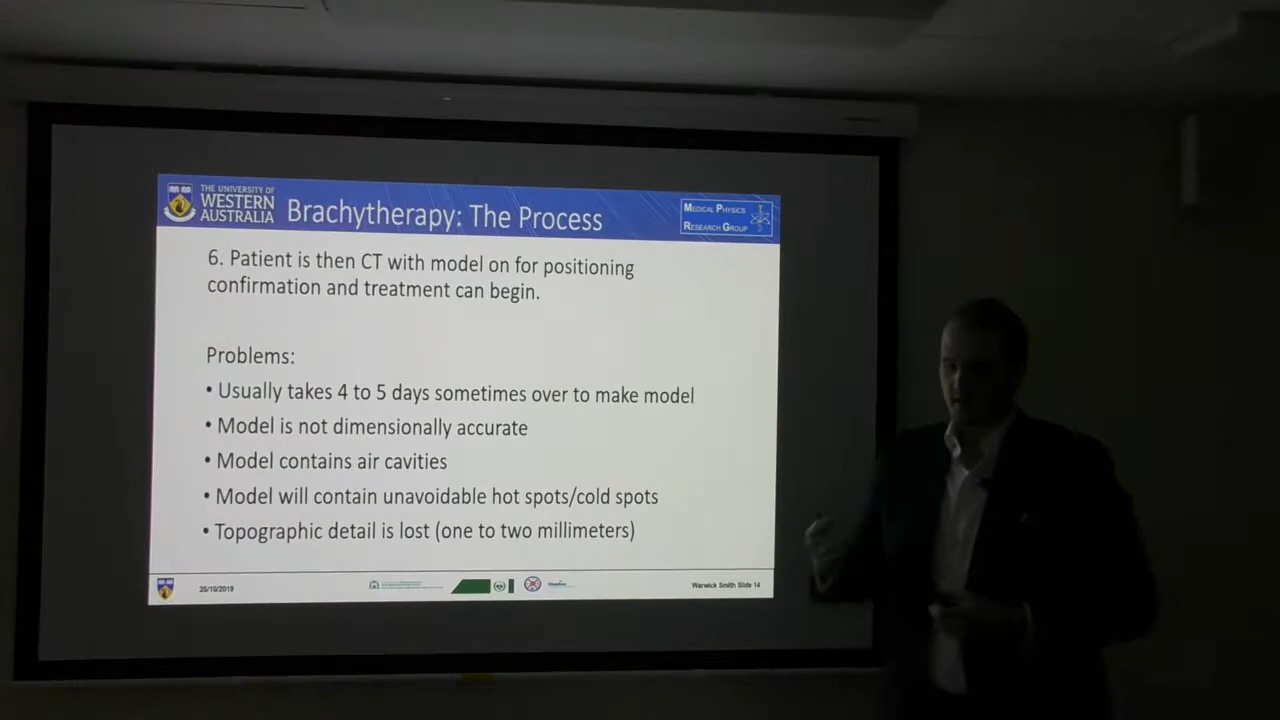 THE UNIVERSITY OF
WESTERN
AUSTRALIA
Brachytherapy: The Process
MEDICAL PHYSICS
RESEARCH GROUP
6. Patient is then CT with model on for positioning
confirmation and treatment can begin.
Problems:
• Usually takes 4 to 5 days sometimes over to make model
• Model is not dimensionally accurate
• Model contains air cavities
• Model will contain unavoidable hot spots/cold spots
• Topographic detail is lost (one to two millimeters)
25/10/2019
Warwick Smith Slide 14